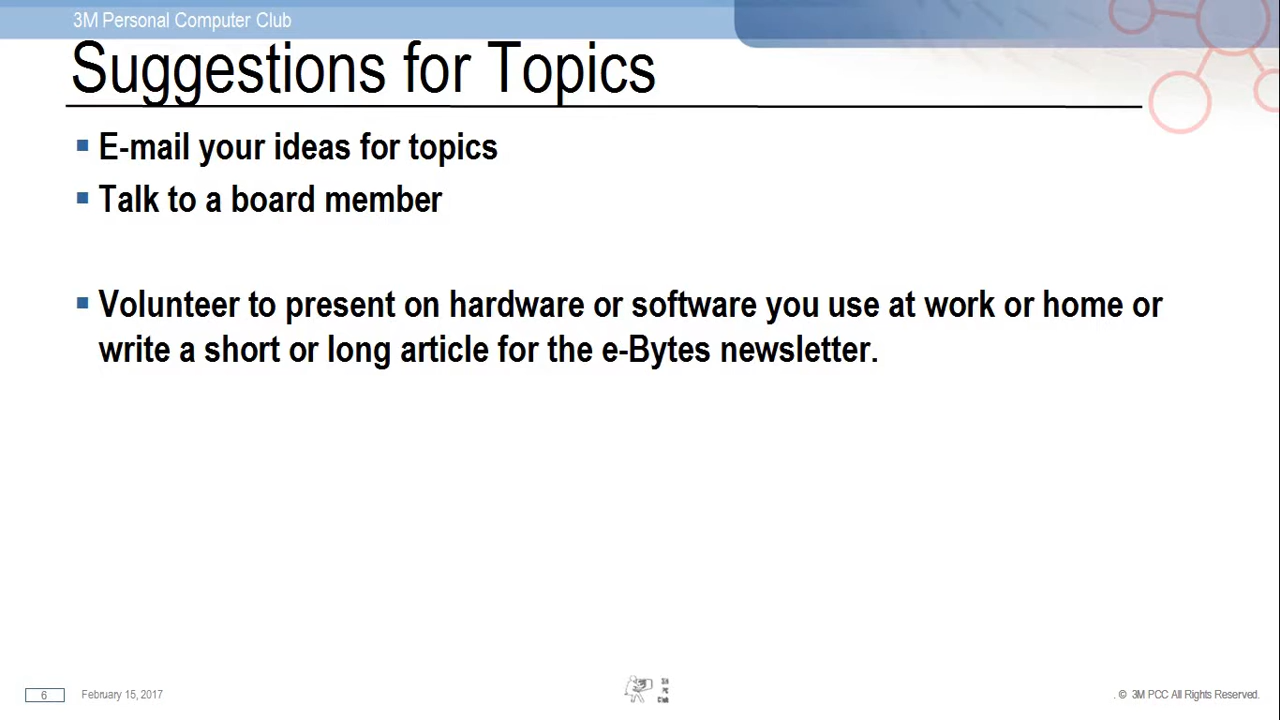 3M Personal Computer Club
Suggestions for Topics
▪ E-mail your ideas for topics
▪ Talk to a board member
▪ Volunteer to present on hardware or software you use at work or home or
write a short or long article for the e-Bytes newsletter.
6
February 15, 2017
PC
Club
. © 3M PCC All Rights Reserved.